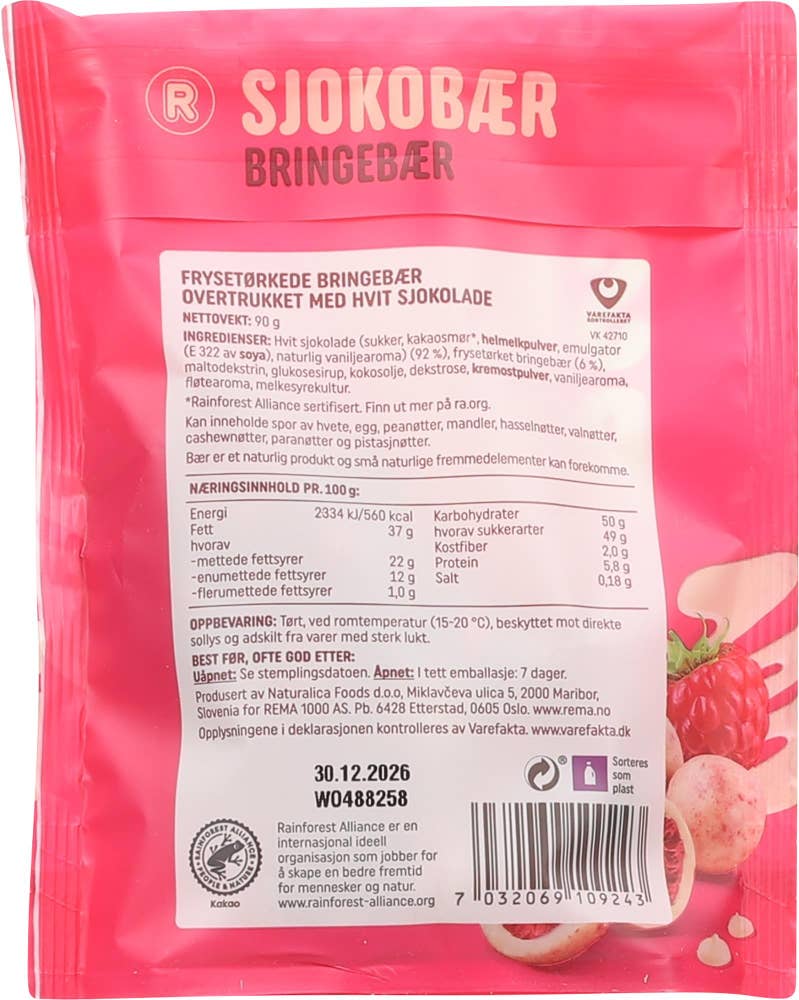 R SJOKOBÆR
BRINGEBÆR
FRYSETØRKEDE BRINGEBÆR
OVERTRUKKET MED HVIT SJOKOLADE
NETTOVEKT: 90 g
VAREFAKTA
KONTROLLERET
VK 42710
INGREDIENSER: Hvit sjokolade (sukker, kakaosmør*, helmelkpulver, emulgator
(E 322 av soya), naturlig vaniljearoma) (92 %), frysetørket bringebær (6 %),
maltodekstrin, glukosesirup, kokosolje, dekstrose, kremostpulver, vaniljearoma,
fløtearoma, melkesyrekultur.
*Rainforest Alliance sertifisert. Finn ut mer på ra.org.
Kan inneholde spor av hvete, egg, peanøtter, mandler, hasselnøtter, valnøtter,
cashewnøtter, paranøtter og pistasjnøtter.
Bær er et naturlig produkt og små naturlige fremmedelementer kan forekomme.
NÆRINGSINNHOLD PR. 100 g:
Energi 2334 kJ/560 kcal
Fett 37 g
hvorav
-mettede fettsyrer 22 g
-enumettede fettsyrer 12 g
-flerumettede fettsyrer 1,0 g
Karbohydrater 50 g
hvorav sukkerarter 49 g
Kostfiber 2,0 g
Protein 5,8 g
Salt 0,18 g
OPPBEVARING: Tørt, ved romtemperatur (15-20 °C), beskyttet mot direkte
sollys og adskilt fra varer med sterk lukt.
BEST FØR, OFTE GOD ETTER:
Uåpnet: Se stemplingsdatoen. Åpnet: I tett emballasje: 7 dager.
Produsert av Naturalica Foods d.o.o, Miklavčeva ulica 5, 2000 Maribor,
Slovenia for REMA 1000 AS. Pb. 6428 Etterstad, 0605 Oslo. www.rema.no
Opplysningene i deklarasjonen kontrolleres av Varefakta. www.varefakta.dk
30.12.2026
WO488258
®
Sorteres
som
plast
RAINFOREST ALLIANCE
PEOPLE & NATURE
Kakao
Rainforest Alliance er en
internasjonal ideell
organisasjon som jobber for
å skape en bedre fremtid
for mennesker og natur.
www.rainforest-alliance.org
7 032069 109243